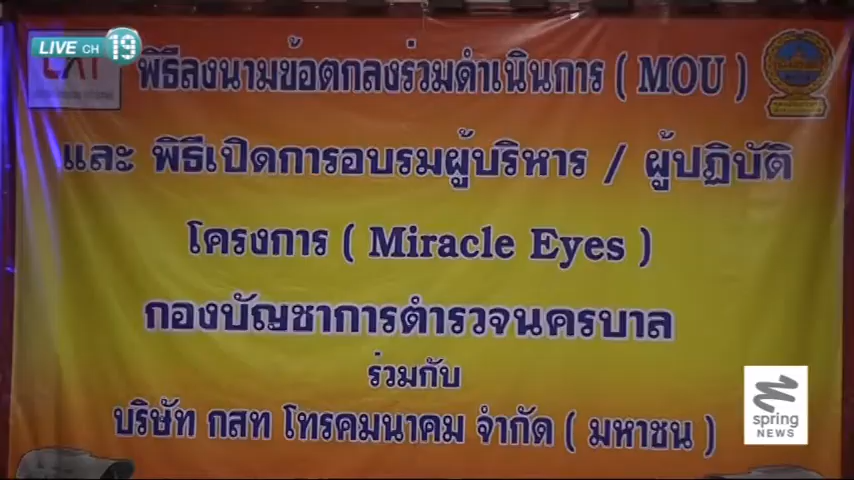 LIVE CH 19
พิธีลงนามข้อตกลงร่วมดำเนินการ ( MOU )
และ พิธีเปิดการอบรมผู้บริหาร / ผู้ปฏิบัติ
โครงการ ( Miracle Eyes )
กองบัญชาการตำรวจนครบาล
ร่วมกับ
บริษัท กสท โทรคมนาคม จำกัด ( มหาชน )
spring
NEWS